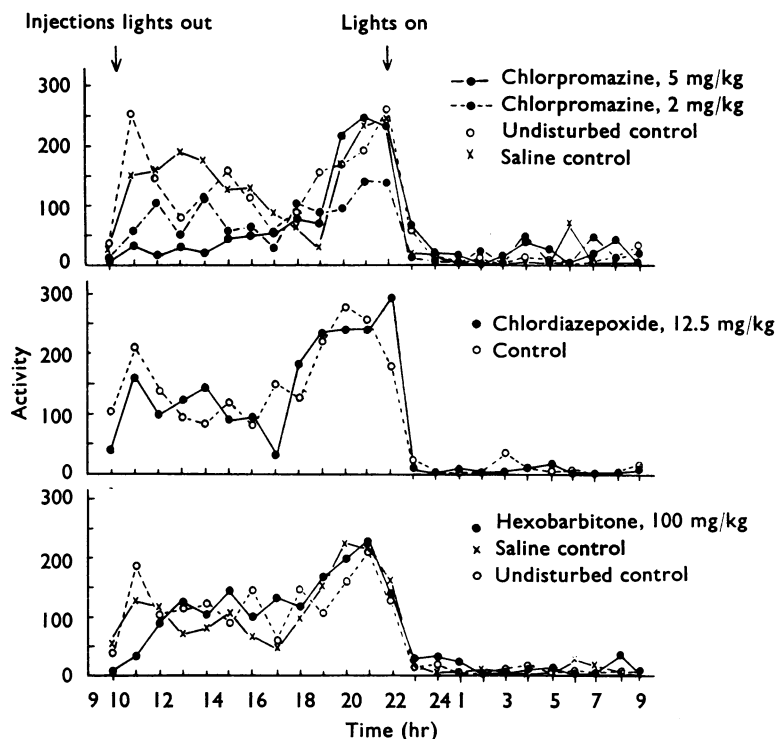 Injections lights out
Lights on
300
200
100
0
Chlorpromazine, 5 mg/kg
Chlorpromazine, 2 mg/kg
Undisturbed control
Saline control
Activity
300
200
100
0
Chlordiazepoxide, 12.5 mg/kg
Control
300
200
100
0
Hexobarbitone, 100 mg/kg
Saline control
Undisturbed control
9 10 12 14 16 18 20 22 24 1 3 5 7 9
Time (hr)